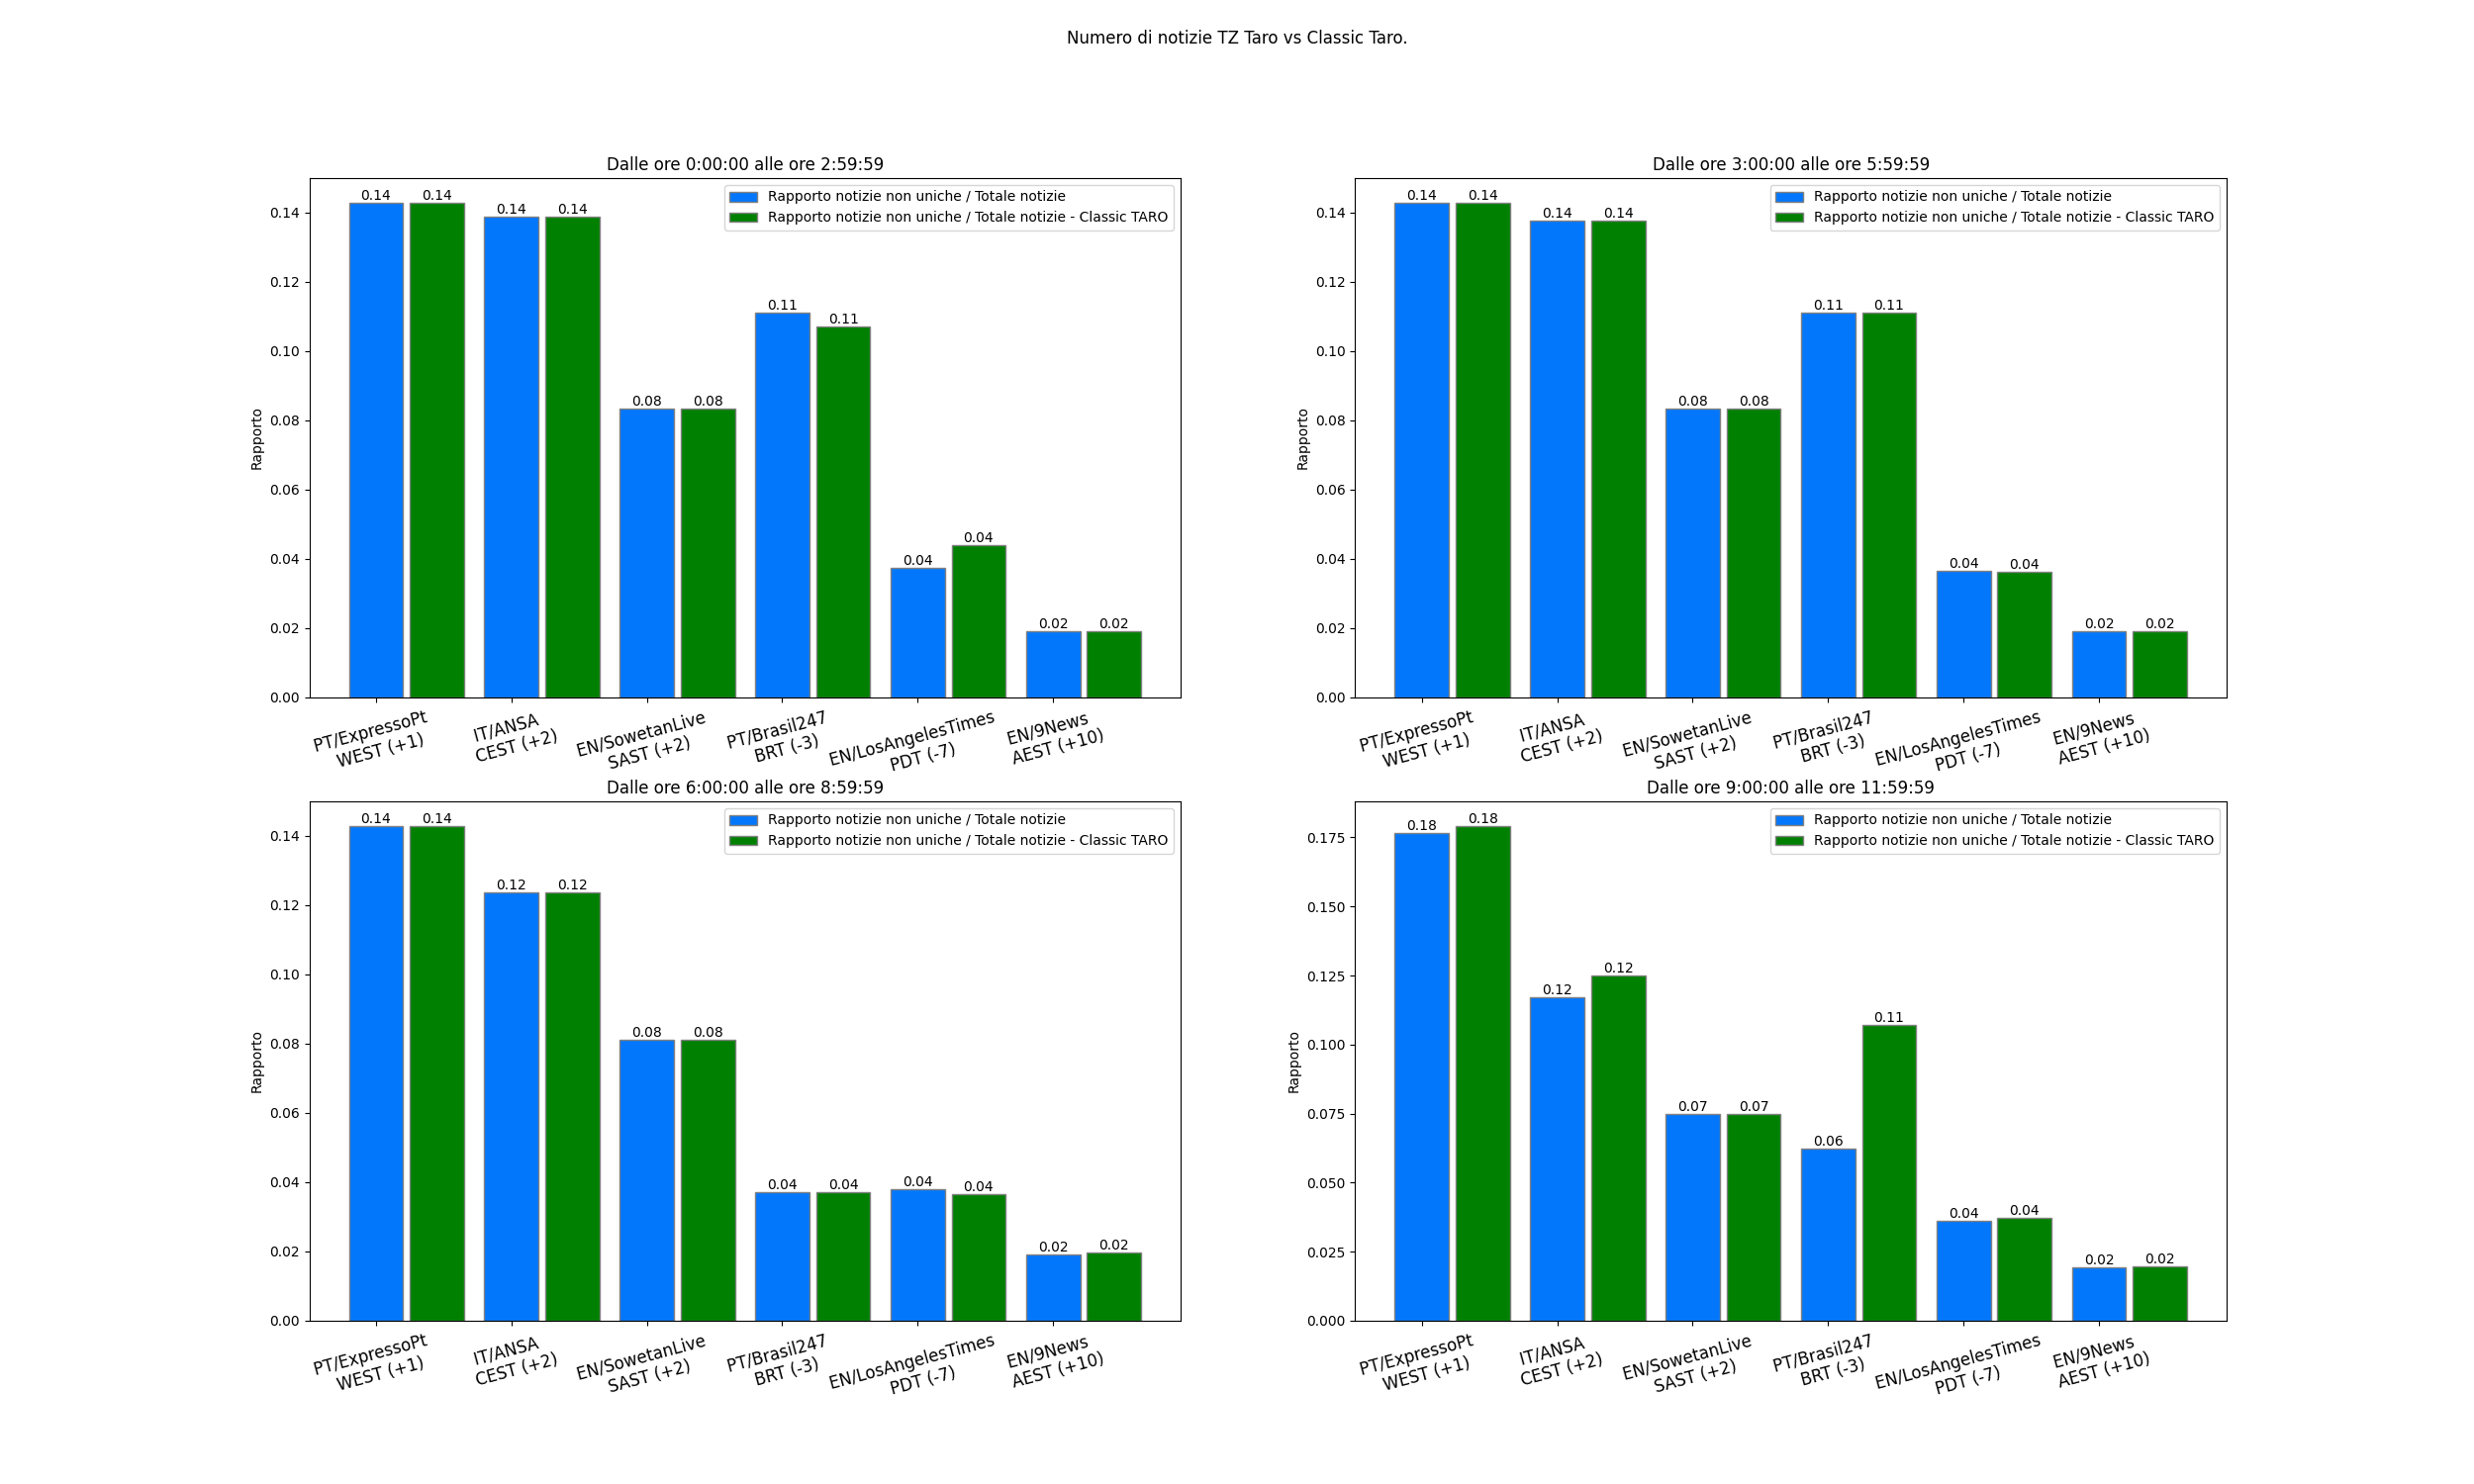 Numero di notizie TZ Taro vs Classic Taro.
Dalle ore 0:00:00 alle ore 2:59:59
Rapporto notizie non uniche / Totale notizie
Rapporto notizie non uniche / Totale notizie - Classic TARO
Rapporto
0.14
0.12
0.10
0.08
0.06
0.04
0.02
0.00
0.14 0.14 0.14 0.14 0.08 0.08 0.11 0.11 0.04 0.04 0.02 0.02
PT/ExpressoPt
WEST (+1)
IT/ANSA
CEST (+2)
EN/SowetanLive
SAST (+2)
PT/Brasil247
BRT (-3)
EN/LosAngelesTimes
PDT (-7)
EN/9News
AEST (+10)
Dalle ore 3:00:00 alle ore 5:59:59
Rapporto notizie non uniche / Totale notizie
Rapporto notizie non uniche / Totale notizie - Classic TARO
Rapporto
0.14
0.12
0.10
0.08
0.06
0.04
0.02
0.00
0.14 0.14 0.14 0.14 0.08 0.08 0.11 0.11 0.04 0.04 0.02 0.02
PT/ExpressoPt
WEST (+1)
IT/ANSA
CEST (+2)
EN/SowetanLive
SAST (+2)
PT/Brasil247
BRT (-3)
EN/LosAngelesTimes
PDT (-7)
EN/9News
AEST (+10)
Dalle ore 6:00:00 alle ore 8:59:59
Rapporto notizie non uniche / Totale notizie
Rapporto notizie non uniche / Totale notizie - Classic TARO
Rapporto
0.14
0.12
0.10
0.08
0.06
0.04
0.02
0.00
0.14 0.14 0.12 0.12 0.08 0.08 0.04 0.04 0.04 0.04 0.02 0.02
PT/ExpressoPt
WEST (+1)
IT/ANSA
CEST (+2)
EN/SowetanLive
SAST (+2)
PT/Brasil247
BRT (-3)
EN/LosAngelesTimes
PDT (-7)
EN/9News
AEST (+10)
Dalle ore 9:00:00 alle ore 11:59:59
Rapporto notizie non uniche / Totale notizie
Rapporto notizie non uniche / Totale notizie - Classic TARO
Rapporto
0.175
0.150
0.125
0.100
0.075
0.050
0.025
0.000
0.18 0.18 0.12 0.12 0.07 0.07 0.06 0.11 0.04 0.04 0.02 0.02
PT/ExpressoPt
WEST (+1)
IT/ANSA
CEST (+2)
EN/SowetanLive
SAST (+2)
PT/Brasil247
BRT (-3)
EN/LosAngelesTimes
PDT (-7)
EN/9News
AEST (+10)